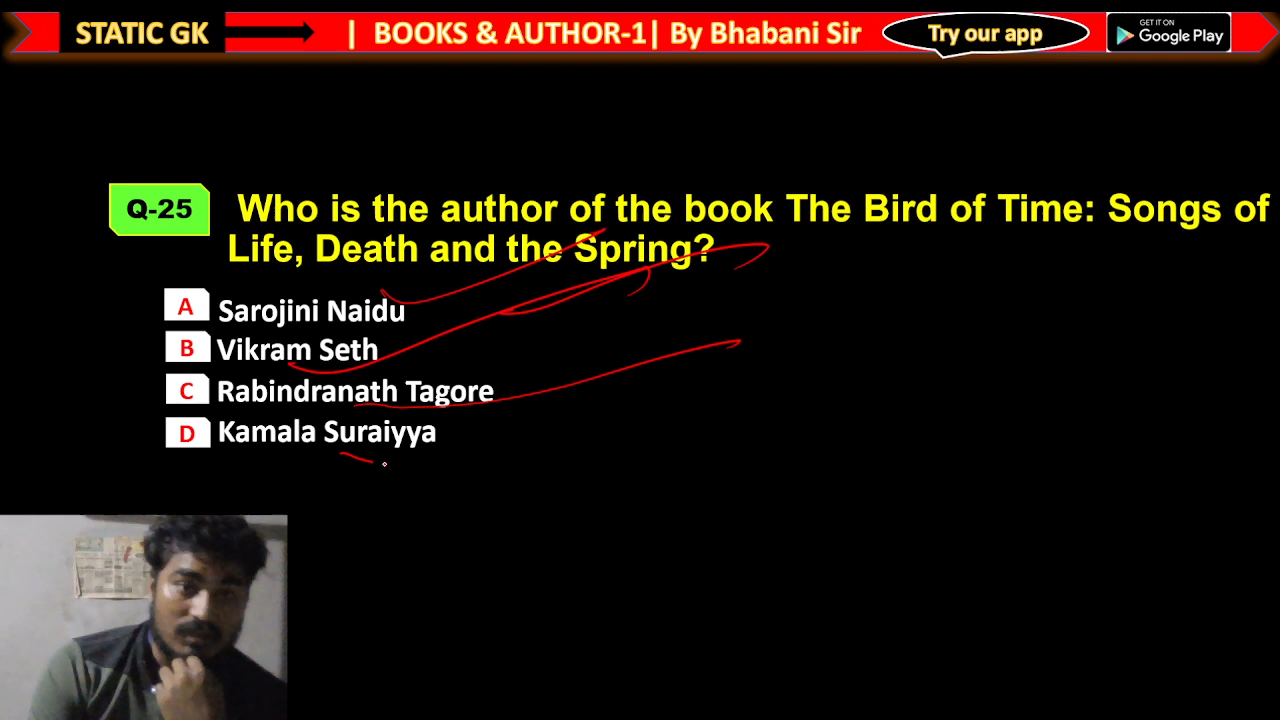 STATIC GK | BOOKS & AUTHOR-1| By Bhabani Sir Try our app GET IT ON Google Play
Q-25 Who is the author of the book The Bird of Time: Songs of
Life, Death and the Spring?
A Sarojini Naidu
B Vikram Seth
C Rabindranath Tagore
D Kamala Suraiyya